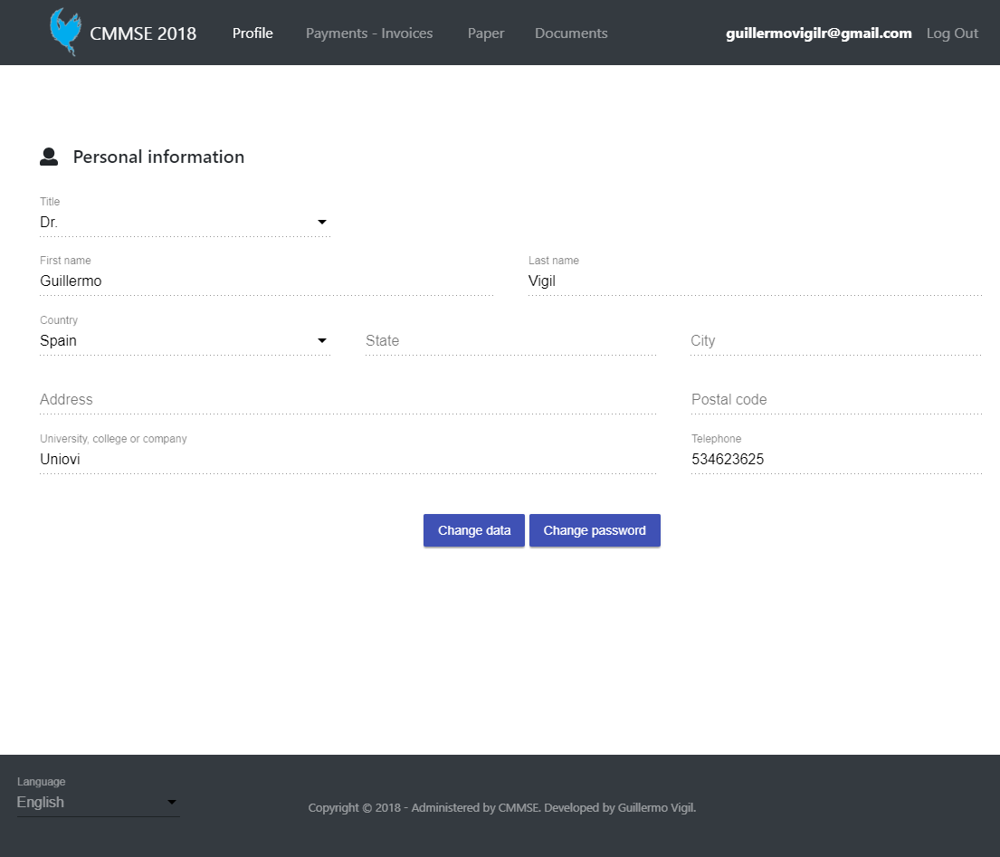 CMMSE 2018 Profile Payments - Invoices Paper Documents guillermovigilr@gmail.com Log Out
Personal information
Title
Dr.
First name Last name
Guillermo Vigil
Country
Spain State City
Address Postal code
University, college or company Telephone
Uniovi 534623625
Change data Change password
Language
English
Copyright © 2018 - Administered by CMMSE. Developed by Guillermo Vigil.